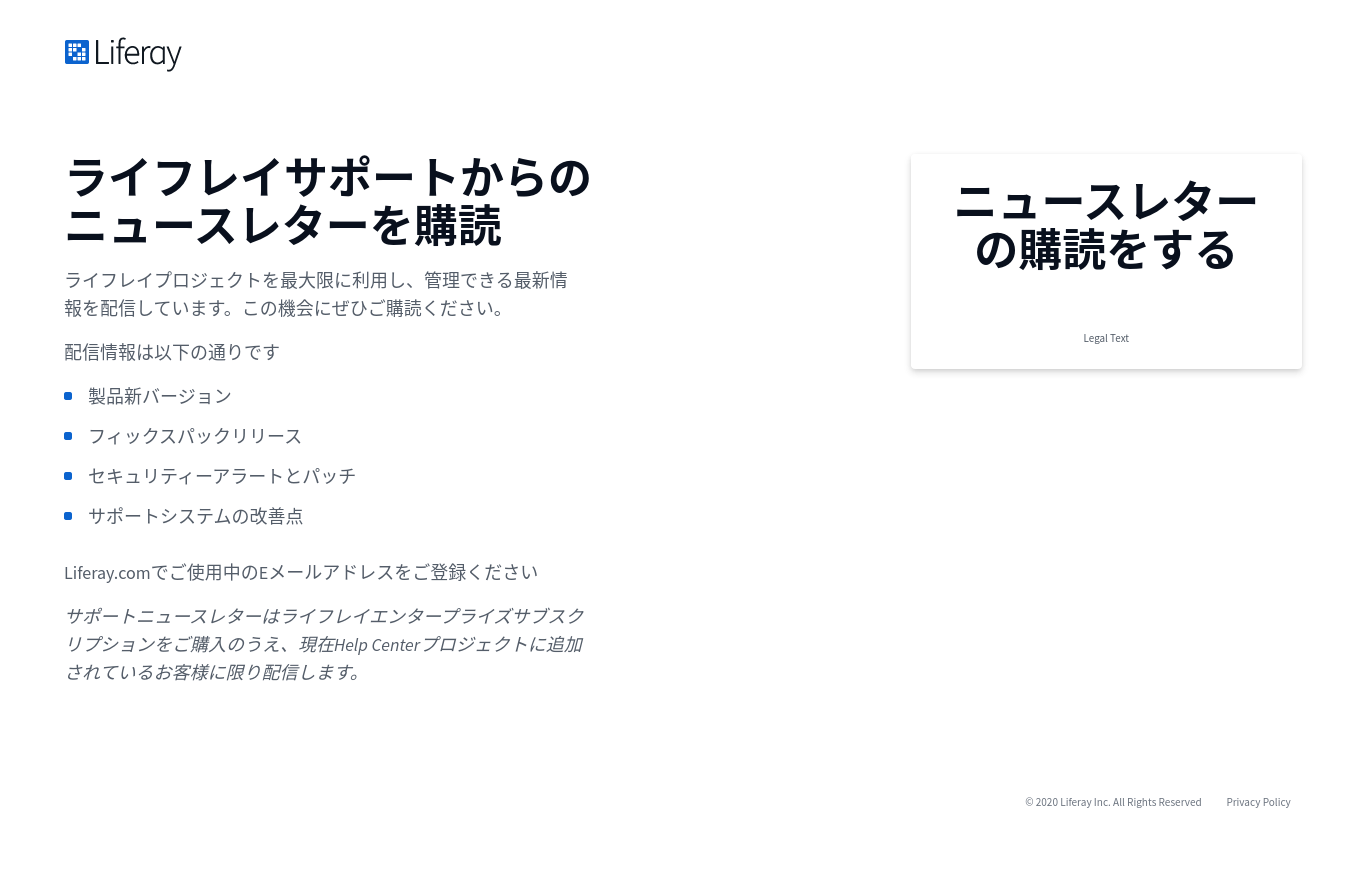 Liferay
ライフレイサポートからの
ニュースレターを購読
ライフレイプロジェクトを最大限に利用し、管理できる最新情
報を配信しています。この機会にぜひご購読ください。
配信情報は以下の通りです
製品新バージョン
フィックスパックリリース
セキュリティーアラートとパッチ
サポートシステムの改善点
Liferay.comでご使用中のEメールアドレスをご登録ください
サポートニュースレターはライフレイエンタープライズサブスク
リプションをご購入のうえ、現在Help Centerプロジェクトに追加
されているお客様に限り配信します。
ニュースレター
の購読をする
Legal Text
© 2020 Liferay Inc. All Rights Reserved Privacy Policy